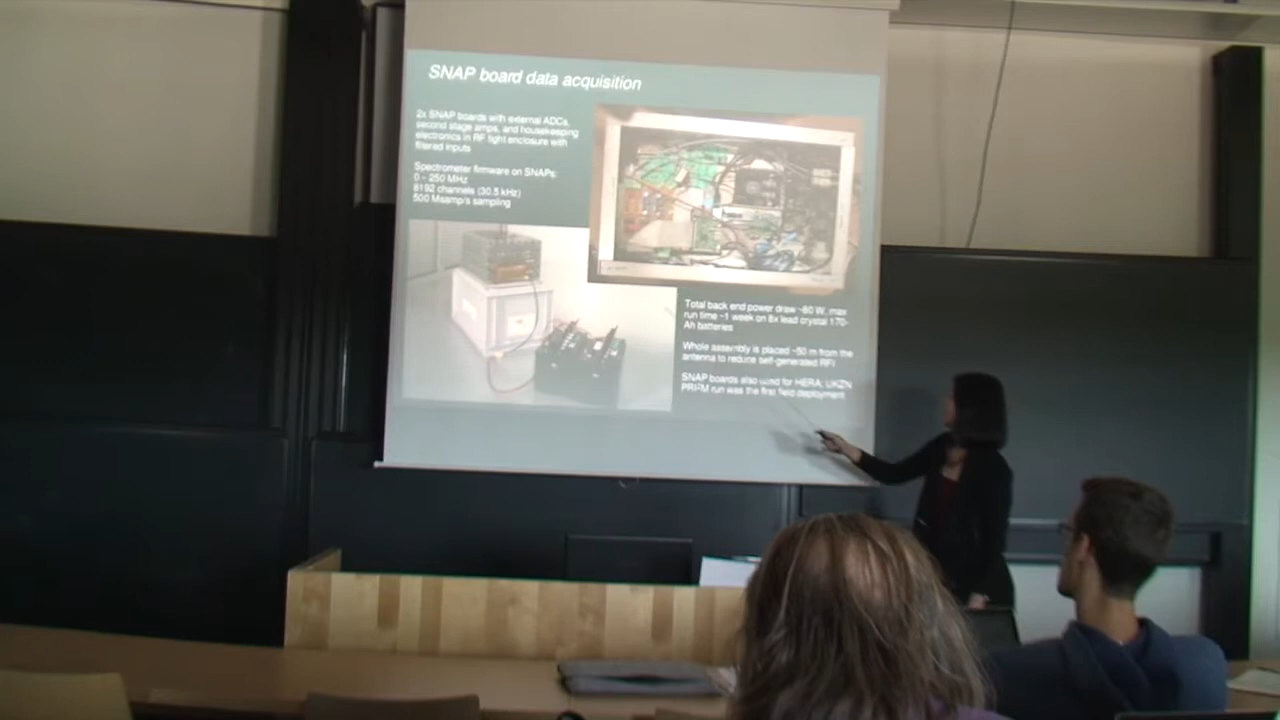 SNAP board data acquisition
2x SNAP boards with external ADCs,
second stage amps, and housekeeping
electronics in RF tight enclosure with
filtered inputs
Spectrometer firmware on SNAPs:
0 - 250 MHz
8192 channels (30.5 kHz)
500 Msamp/s sampling
Total back end power draw ~80 W, max
run time ~1 week on 8x lead crystal 170-
Ah batteries
Whole assembly is placed ~50 m from the
antenna to reduce self-generated RFI
SNAP boards also used for HERA; UKZN
PRIZM run was the first field deployment